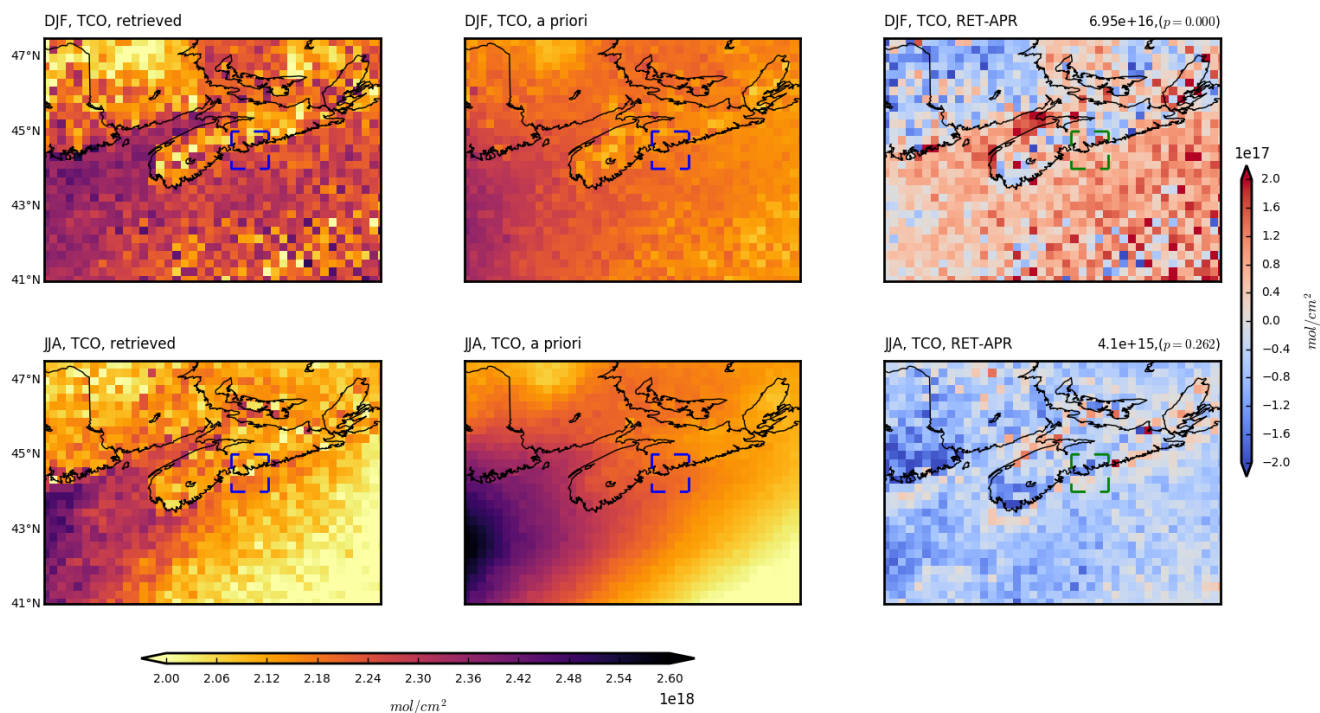 DJF, TCO, retrieved
DJF, TCO, a priori
DJF, TCO, RET-APR 6.95e+16,(p=0.000)
47°N
45°N
43°N
41°N
1e17
2.0
1.6
1.2
0.8
0.4
0.0
−0.4
−0.8
−1.2
−1.6
−2.0
mol/cm²
JJA, TCO, retrieved
JJA, TCO, a priori
JJA, TCO, RET-APR 4.1e+15,(p=0.262)
47°N
45°N
43°N
41°N
2.00 2.06 2.12 2.18 2.24 2.30 2.36 2.42 2.48 2.54 2.60
1e18
mol/cm²